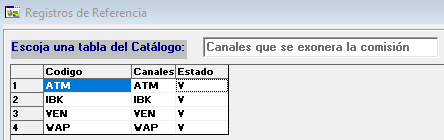 Registros de Referencia
Escoja una tabla del Catálogo: Canales que se exonera la comisión
Codigo Canales Estado
1 ATM ATM V
2 IBK IBK V
3 VEN VEN V
4 WAP WAP V